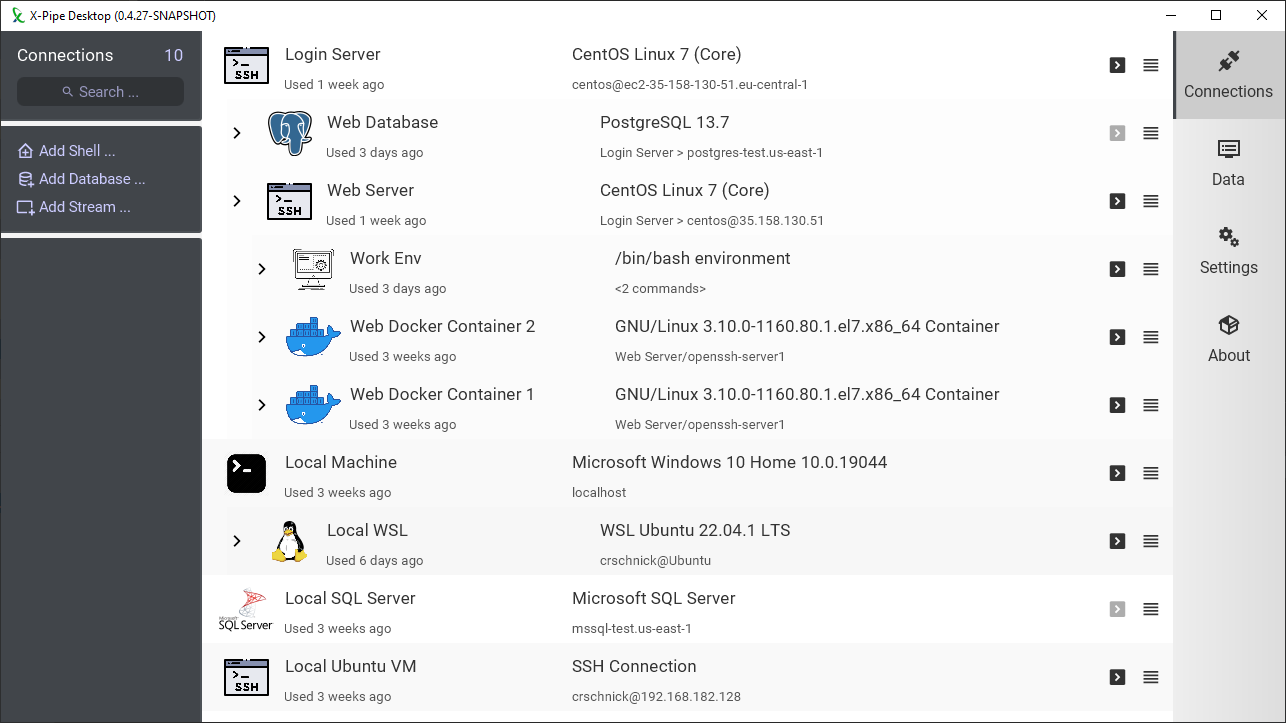 X-Pipe Desktop (0.4.27-SNAPSHOT)
Connections 10
Search ...
Add Shell ...
Add Database ...
Add Stream ...
SSH
Login Server
CentOS Linux 7 (Core)
Used 1 week ago
centos@ec2-35-158-130-51.eu-central-1
Web Database
PostgreSQL 13.7
Used 3 days ago
Login Server > postgres-test.us-east-1
SSH
Web Server
CentOS Linux 7 (Core)
Used 1 week ago
Login Server > centos@35.158.130.51
Work Env
/bin/bash environment
Used 3 days ago
<2 commands>
Web Docker Container 2
GNU/Linux 3.10.0-1160.80.1.el7.x86_64 Container
Used 3 weeks ago
Web Server/openssh-server1
Web Docker Container 1
GNU/Linux 3.10.0-1160.80.1.el7.x86_64 Container
Used 3 weeks ago
Web Server/openssh-server1
Local Machine
Microsoft Windows 10 Home 10.0.19044
Used 3 weeks ago
localhost
Local WSL
WSL Ubuntu 22.04.1 LTS
Used 6 days ago
crschnick@Ubuntu
Microsoft
SQL Server
Local SQL Server
Microsoft SQL Server
Used 3 weeks ago
mssql-test.us-east-1
SSH
Local Ubuntu VM
SSH Connection
Used 3 weeks ago
crschnick@192.168.182.128
Connections
Data
Settings
About